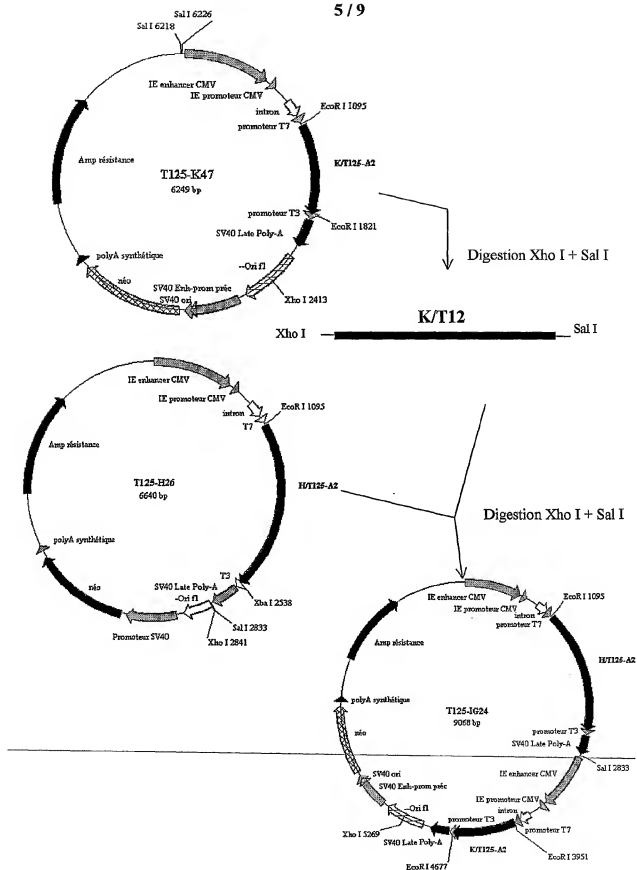 5 / 9
Sal I 6226
Sal I 6218
IE enhancer CMV
IE promoteur CMV
intron
promoteur T7
EcoR I 1095
Amp résistance
T125-K47
6249 bp
K/T125-A2
promoteur T3
EcoR I 1821
SV40 Late Poly-A
polyA synthétique
--Ori f1
néo
SV40 Enh-prom préc
SV40 ori
Xho I 2413
Digestion Xho I + Sal I
K/T12
Xho I
Sal I
IE enhancer CMV
IE promoteur CMV
intron
T7
EcoR I 1095
Amp résistance
T125-H26
6640 bp
H/T125-A2
polyA synthétique
néo
T3
SV40 Late Poly-A
--Ori f1
Xba I 2538
Promoteur SV40
Sal I 2833
Xho I 2841
Digestion Xho I + Sal I
IE enhancer CMV
IE promoteur CMV
intron
promoteur T7
EcoR I 1095
Amp résistance
H/T125-A2
polyA synthétique
T125-IG24
9068 bp
néo
promoteur T3
SV40 Late Poly-A
Sal I 2833
SV40 ori
SV40 Enh-prom préc
IE enhancer CMV
IE promoteur CMV
intron
--Ori f1
promoteur T3
promoteur T7
Xho I 5269
SV40 Late Poly-A
K/T125-A2
EcoR I 3951
EcoR I 4677